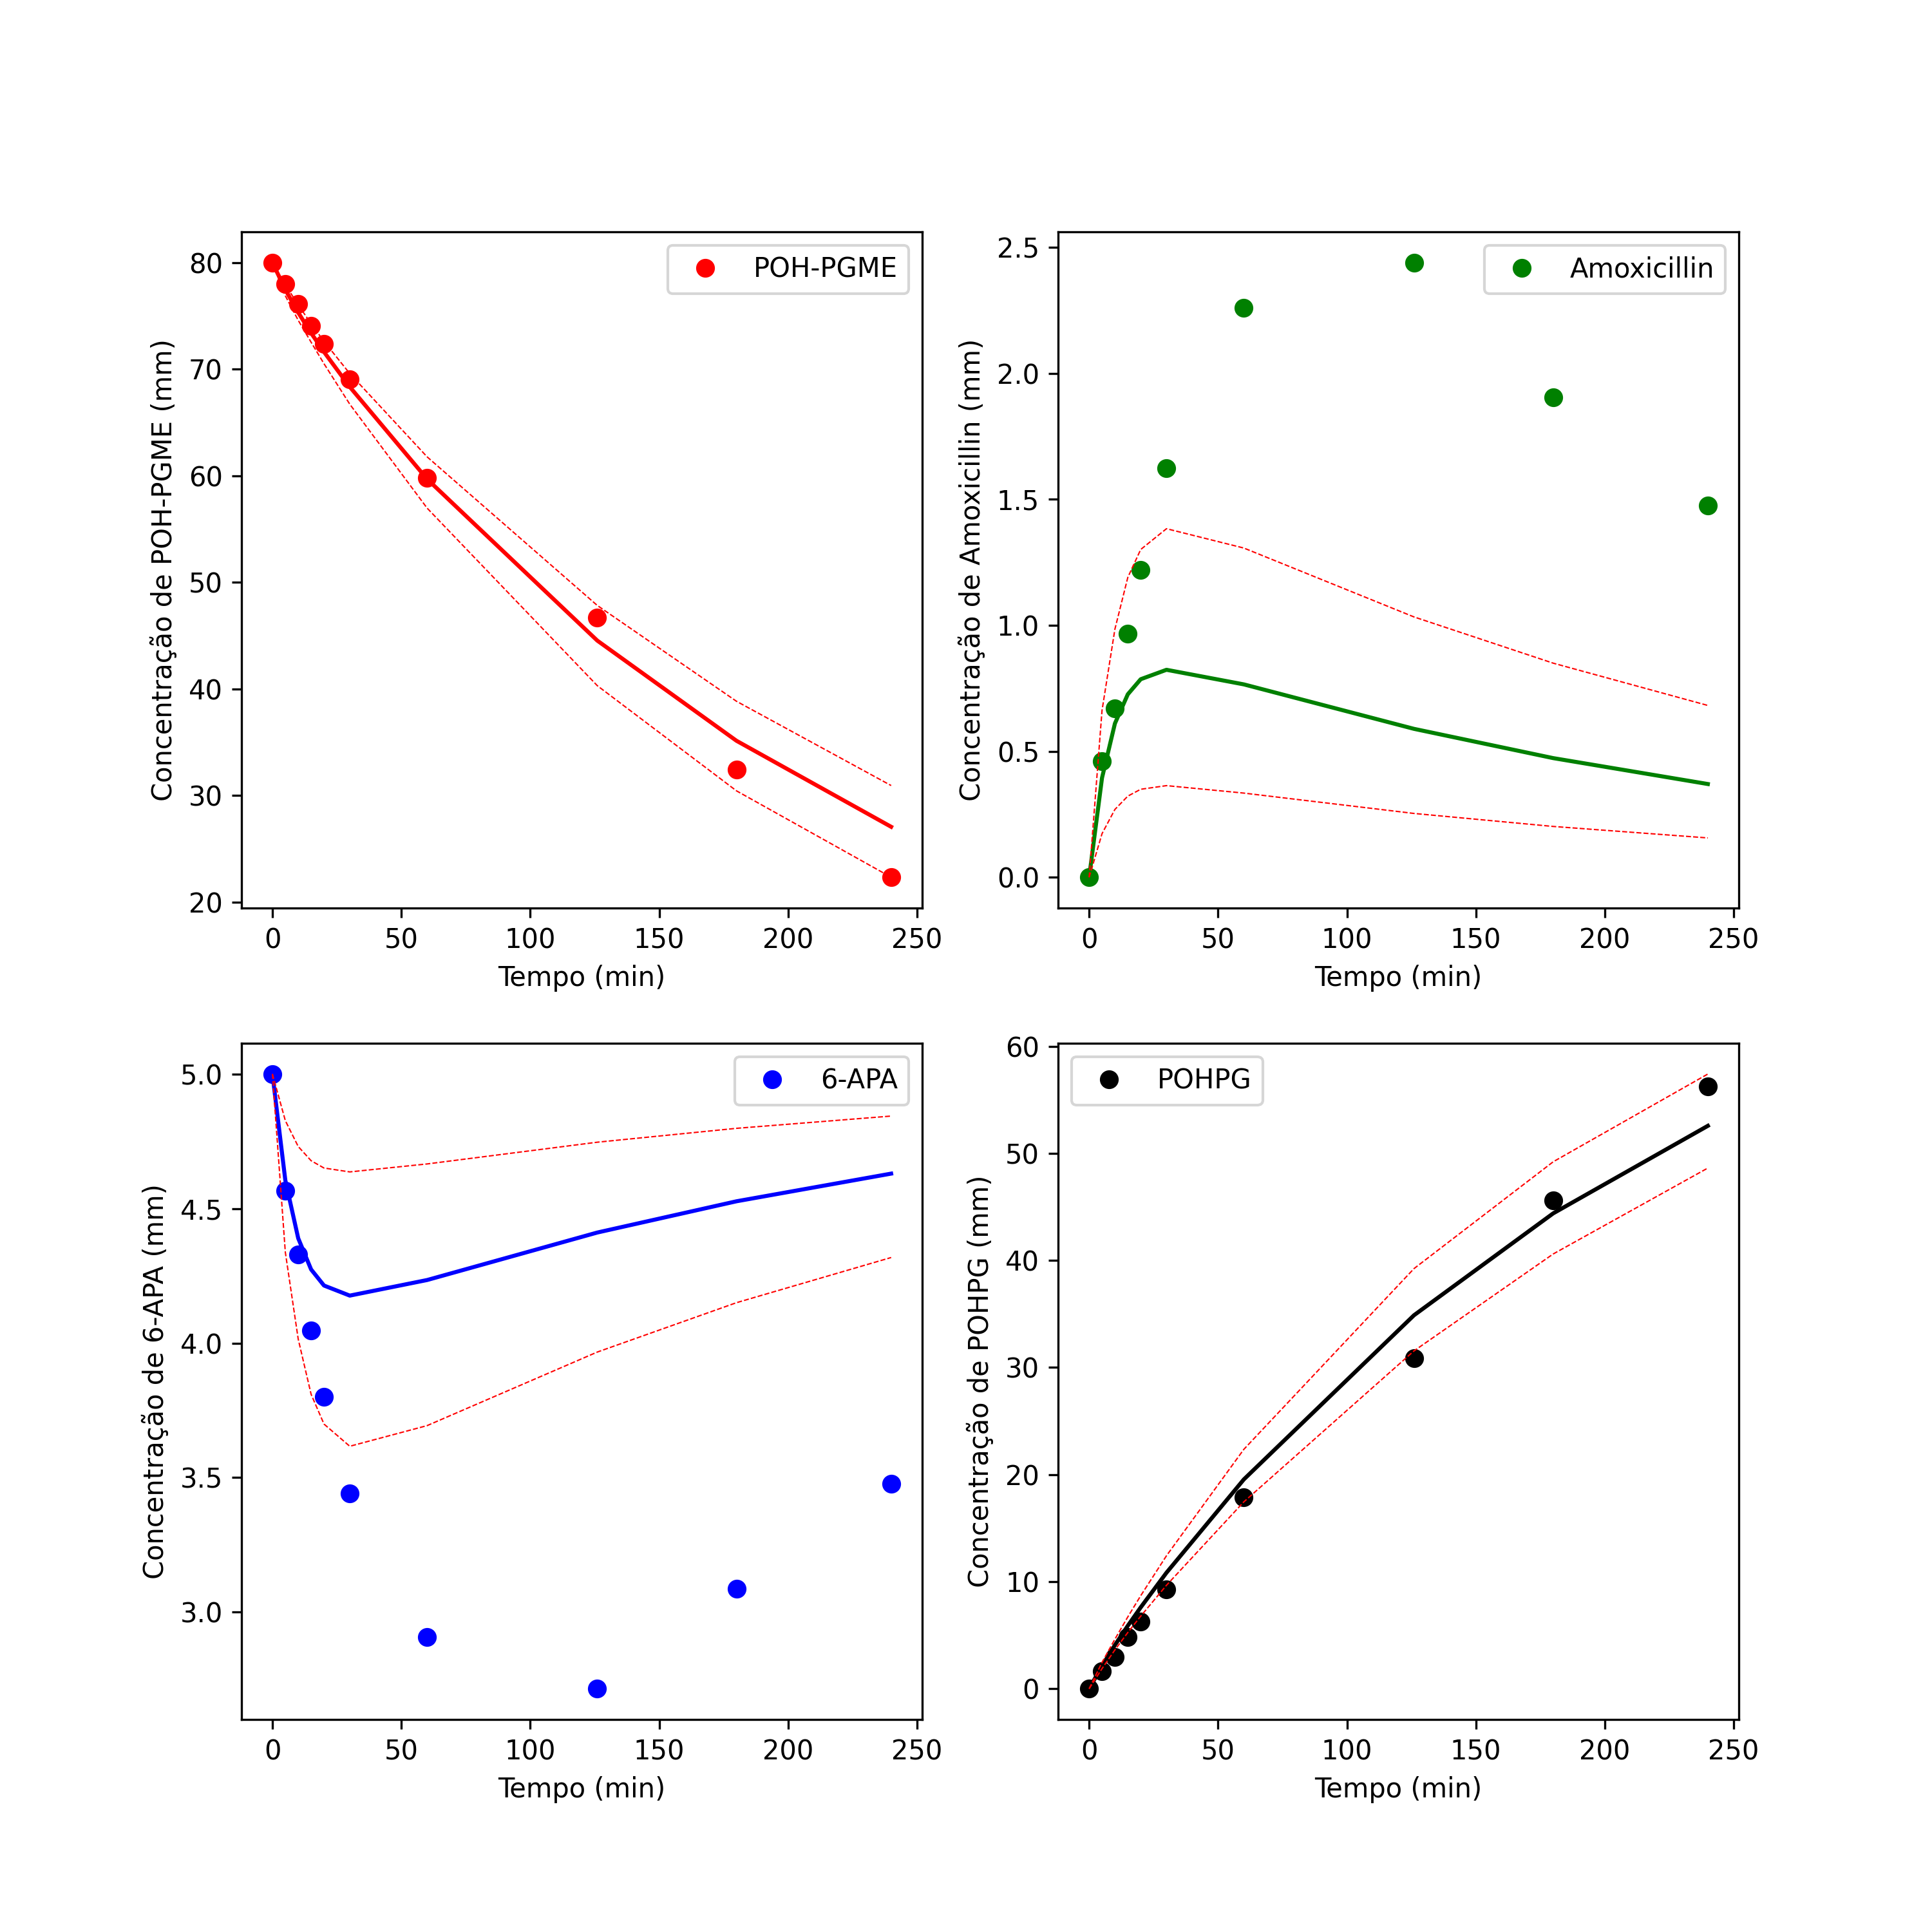 POH-PGME
Concentração de POH-PGME (mm)
80
70
60
50
40
30
20
0 50 100 150 200 250
Tempo (min)
Amoxicillin
Concentração de Amoxicillin (mm)
2.5
2.0
1.5
1.0
0.5
0.0
0 50 100 150 200 250
Tempo (min)
6-APA
Concentração de 6-APA (mm)
5.0
4.5
4.0
3.5
3.0
0 50 100 150 200 250
Tempo (min)
POHPG
Concentração de POHPG (mm)
60
50
40
30
20
10
0
0 50 100 150 200 250
Tempo (min)